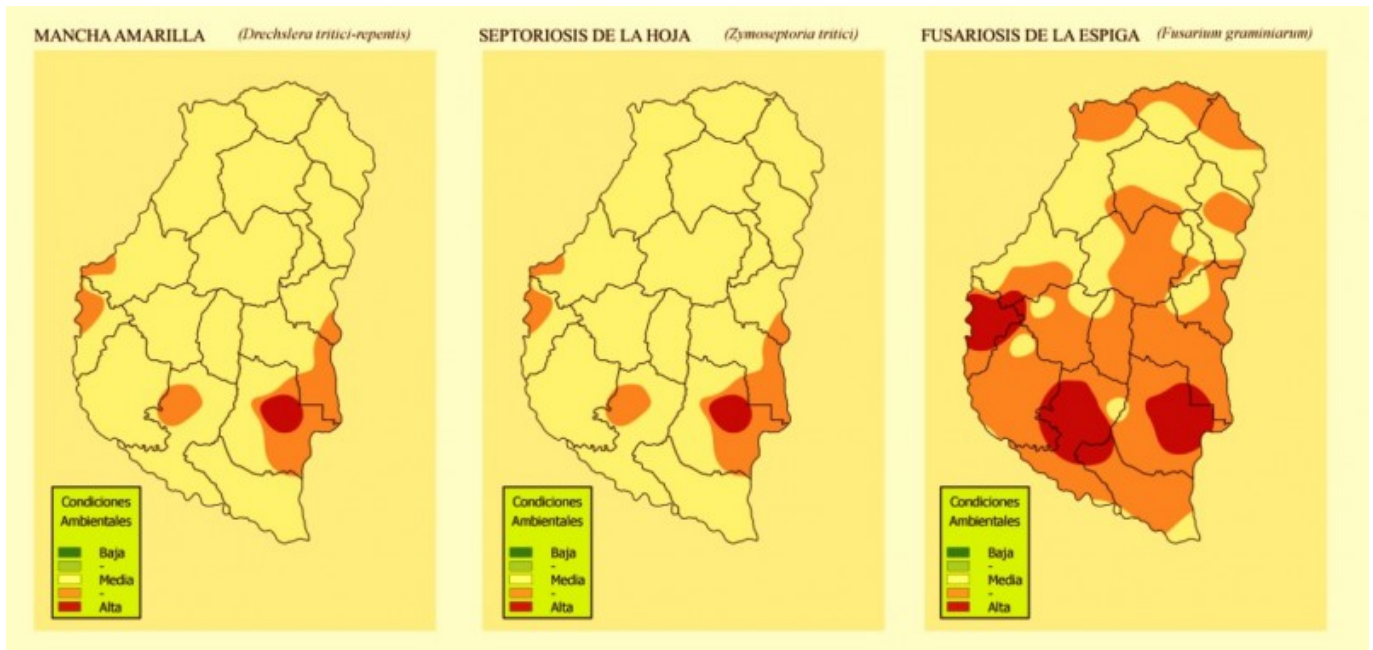 MANCHA AMARILLA (Drechslera tritici-repentis)
Condiciones
Ambientales
Baja
-
Media
-
Alta
SEPTORIOSIS DE LA HOJA (Zymoseptoria tritici)
Condiciones
Ambientales
Baja
-
Media
-
Alta
FUSARIOSIS DE LA ESPIGA (Fusarium graminiarum)
Condiciones
Ambientales
Baja
-
Media
-
Alta